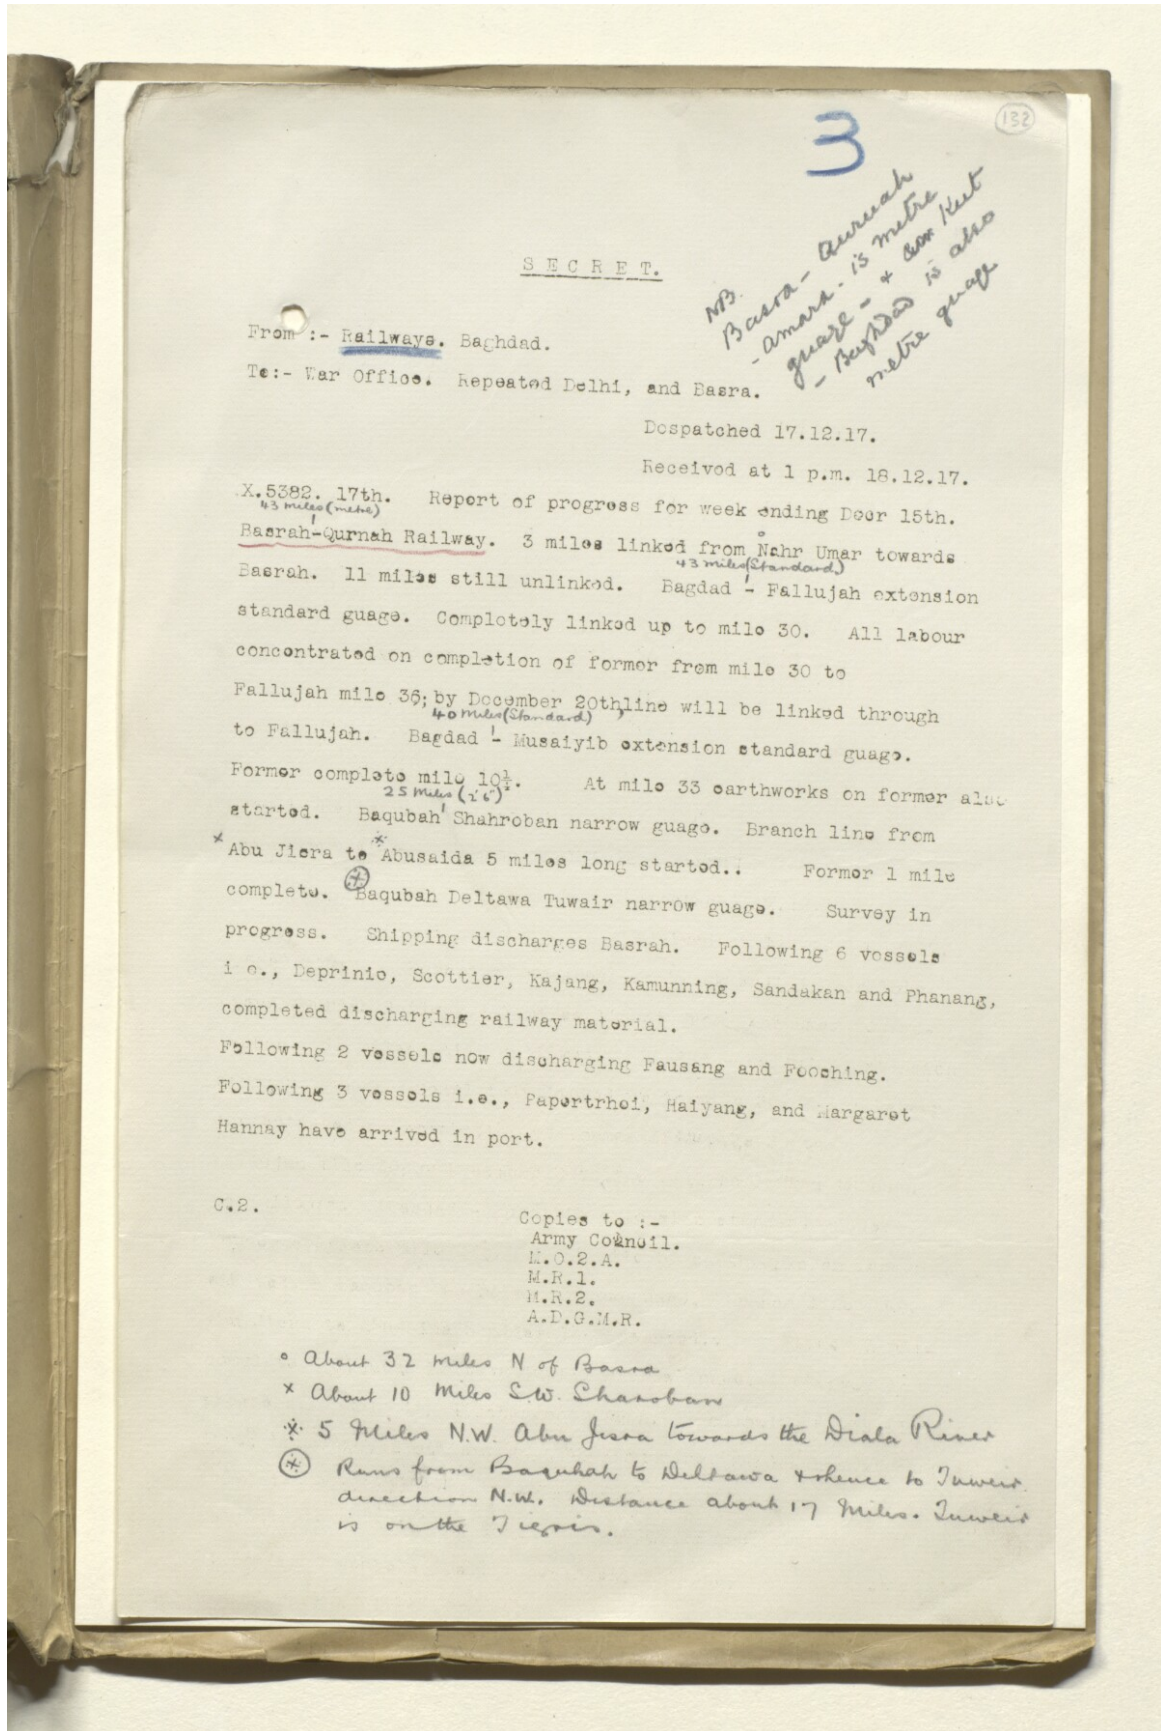 132
3
NB.
Basra - Qurnah
- Amara - is metre
guage - & Kut
- Baghdad is also
metre guage
SECRET.
From :- Railways. Baghdad.
To:- War Office. Repeated Delhi, and Basra.
Despatched 17.12.17.
Received at 1 p.m. 18.12.17.
X.5382. 17th. Report of progress for week ending Decr 15th.
43 miles (metre)
Basrah-Qurnah Railway. 3 miles linked from Nahr Umar towards
43 miles (Standard)
Basrah. 11 miles still unlinked. Bagdad - Fallujah extension
standard guage. Completely linked up to mile 30. All labour
concentrated on completion of former from mile 30 to
Fallujah mile 36; by December 20th, line will be linked through
40 miles (Standard)
to Fallujah. Bagdad - Musaiyib extension standard guage.
Former complete mile 10½. At mile 33 earthworks on former also
25 Miles (2'6")
started. Baqubah Shahroban narrow guage. Branch line from
x Abu Jisra to ※ Abusaida 5 miles long started.. Former 1 mile
complete. Baqubah Deltawa Tuwair narrow guage. Survey in
progress. Shipping discharges Basrah. Following 6 vessels
i e., Deprinie, Scottier, Kajang, Kamunning, Sandakan and Phanang,
completed discharging railway material.
Following 2 vessels now discharging Fausang and Fooching.
Following 3 vessels i.e., Papertrhei, Haiyang, and Margaret
Hannay have arrived in port.
C.2.
Copies to :-
Army Council.
M.O.2.A.
M.R.1.
M.R.2.
A.D.G.M.R.
° About 32 miles N of Basra
x About 10 Miles S.W. Sharoban
※ 5 Miles N.W. Abu Jisra towards the Diala River
※ Runs from Baquhah to Deltawa & thence to Tuweir
direction N.W. Distance about 17 Miles. Tuweir
is on the Tigris.